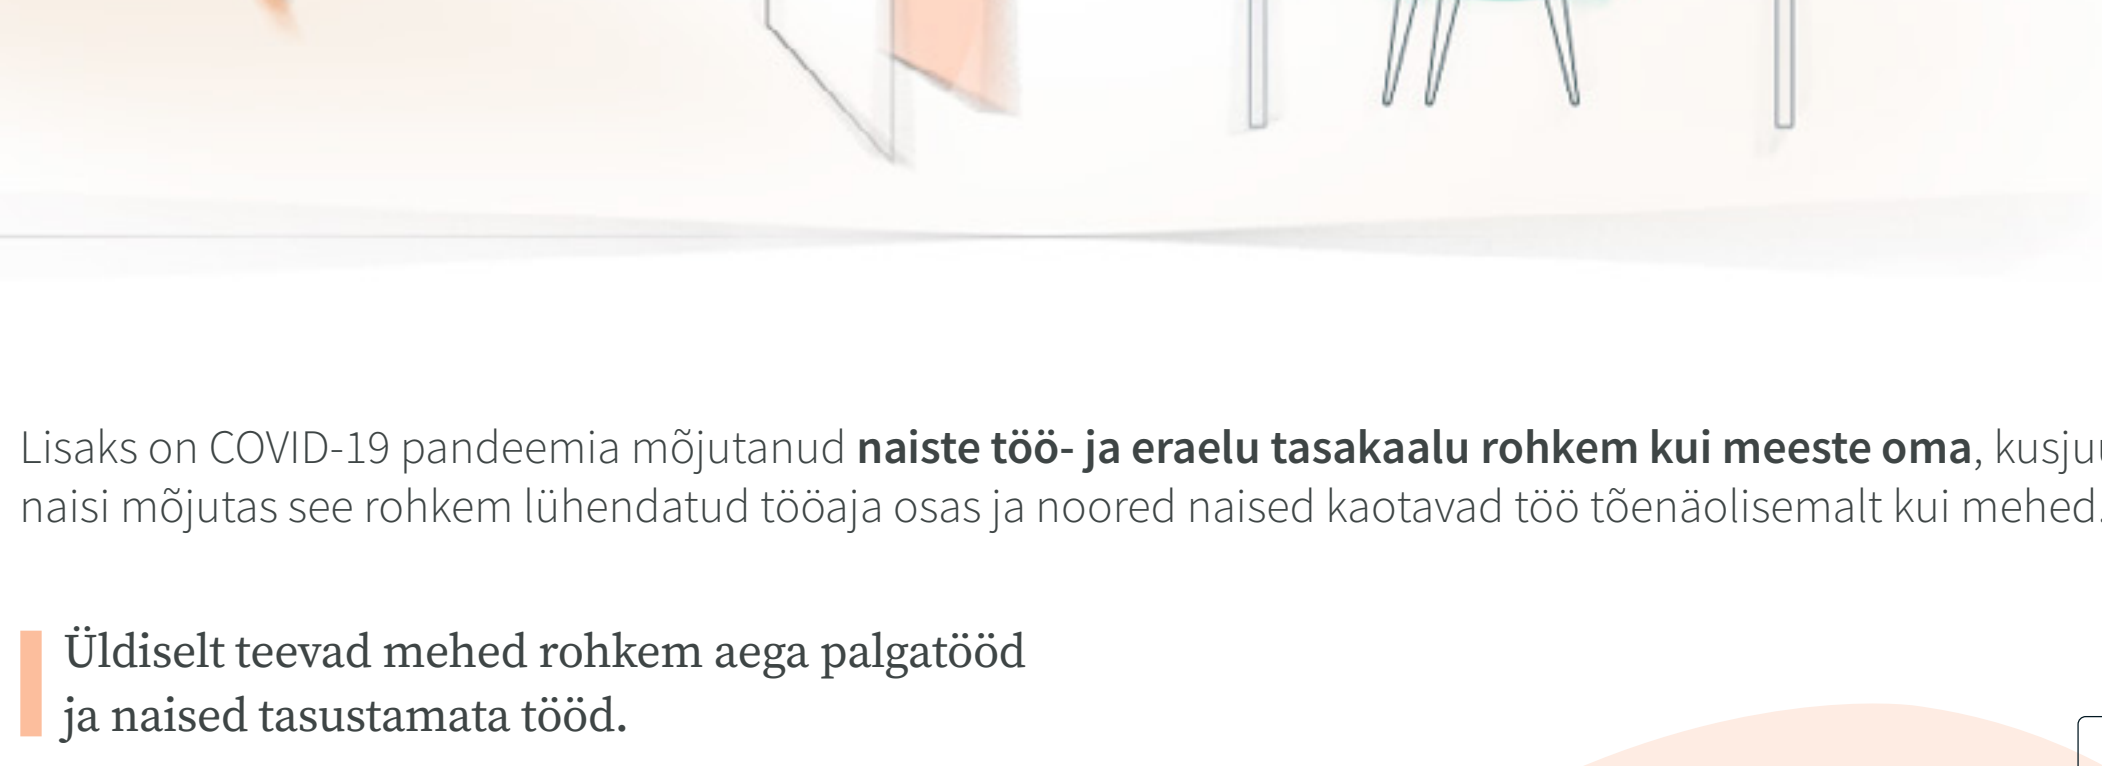 Lisaks on COVID-19 pandeemia mõjutanud naiste töö- ja eraelu tasakaalu rohkem kui meeste oma,
naisi mõjutas see rohkem lühendatud tööaja osas ja noored naised kaotavad töö tõenäolisemalt kui mehed.
Üldiselt teevad mehed rohkem aega palgatööd
ja naised tasustamata tööd.